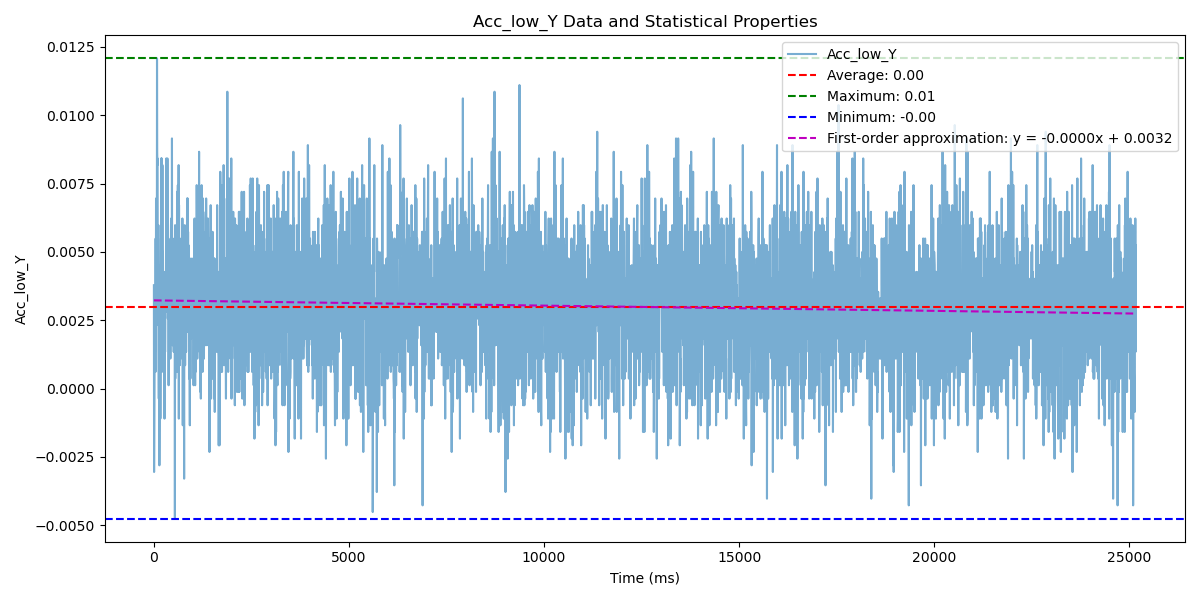 Acc_low_Y Data and Statistical Properties
0.0125
0.0100
0.0075
0.0050
0.0025
0.0000
−0.0025
−0.0050
Acc_low_Y
Acc_low_Y
Average: 0.00
Maximum: 0.01
Minimum: -0.00
First-order approximation: y = -0.0000x + 0.0032
0 5000 10000 15000 20000 25000
Time (ms)